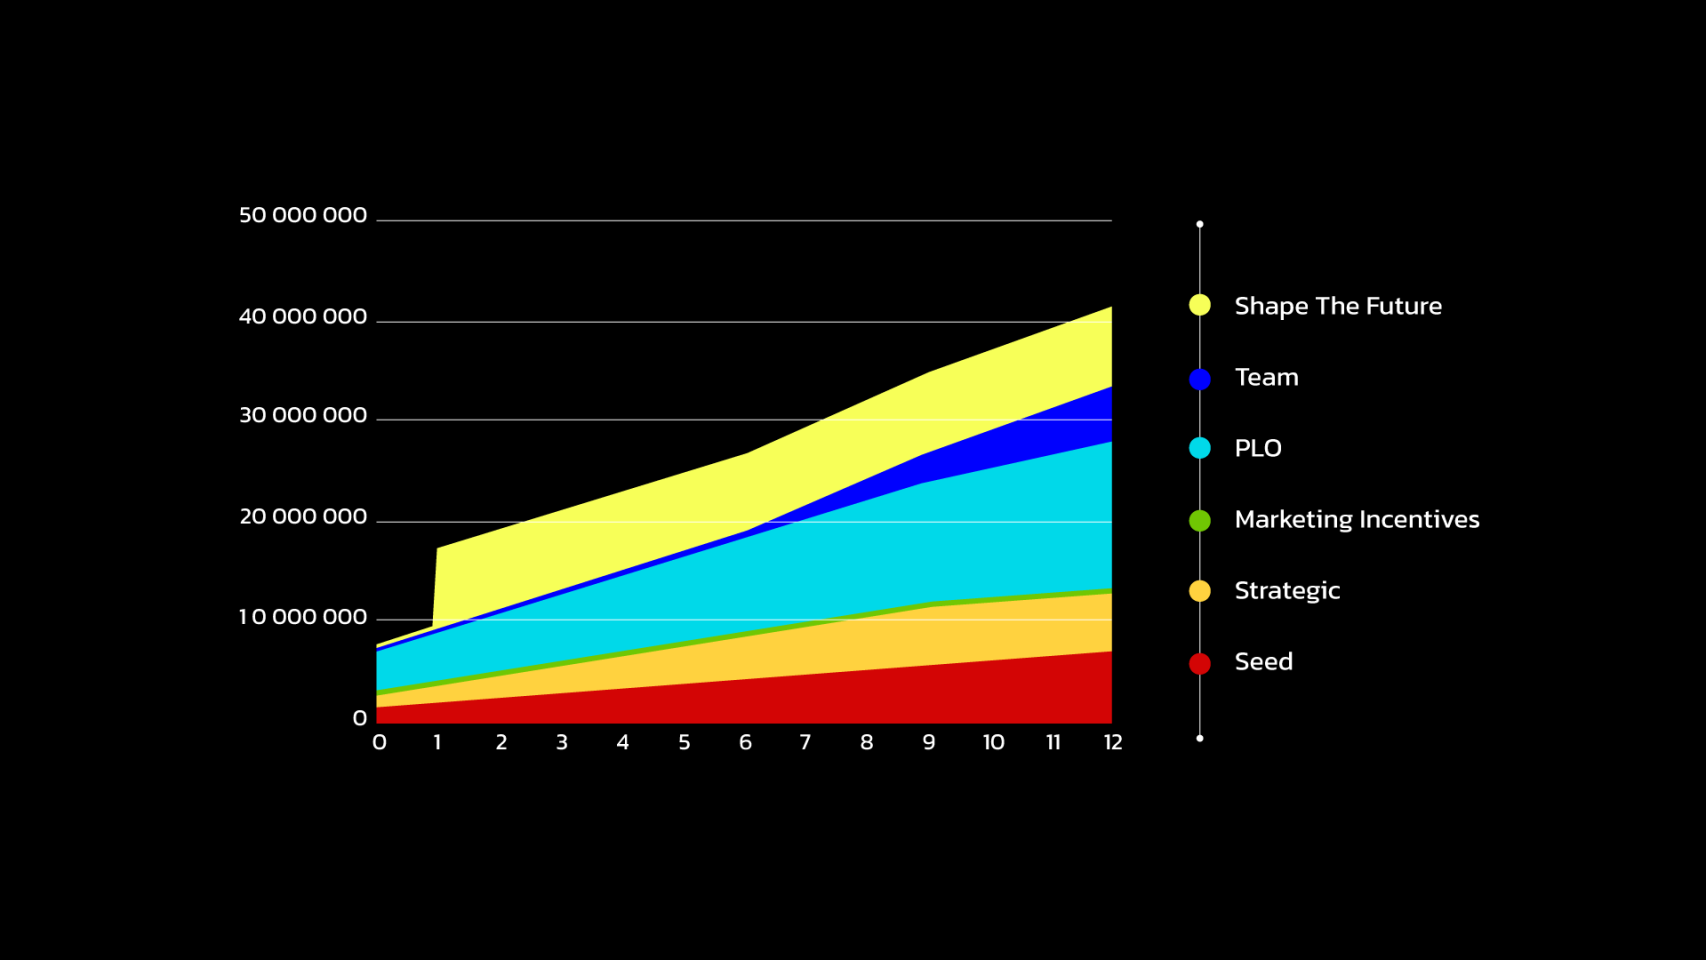 50 000 000
40 000 000
30 000 000
20 000 000
10 000 000
0
0 1 2 3 4 5 6 7 8 9 10 11 12
Shape The Future
Team
PLO
Marketing Incentives
Strategic
Seed